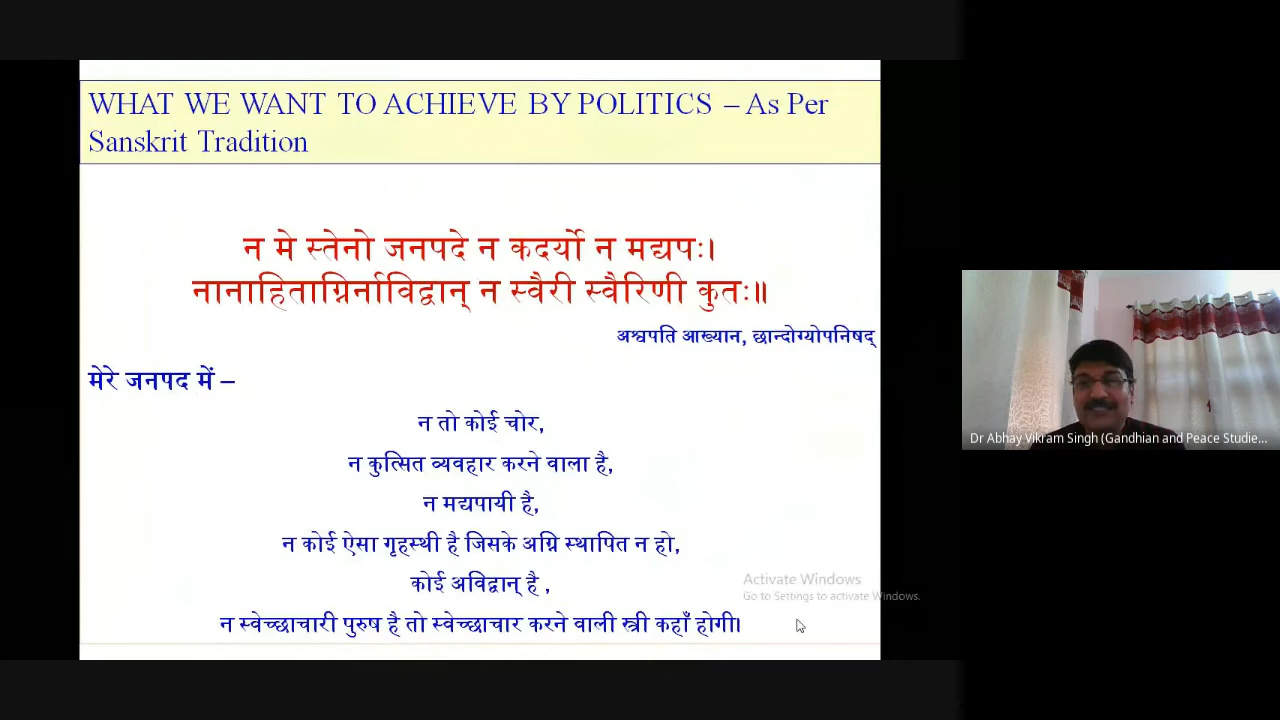 WHAT WE WANT TO ACHIEVE BY POLITICS – As Per
Sanskrit Tradition
न मे स्तेनो जनपदे न कदर्यो न मद्यपः।
नानाहिताग्निर्नाविद्वान् न स्वैरी स्वैरिणी कुतः॥
अश्वपति आख्यान, छान्दोग्योपनिषद्
मेरे जनपद में –
न तो कोई चोर,
न कुत्सित व्यवहार करने वाला है,
न मद्यपायी है,
न कोई ऐसा गृहस्थी है जिसके अग्नि स्थापित न हो,
कोई अविद्वान् है ,
न स्वेच्छाचारी पुरुष है तो स्वेच्छाचार करने वाली स्त्री कहाँ होगी।
Activate Windows
Go to Settings to activate Windows.
Dr Abhay Vikram Singh (Gandhian and Peace Studie...